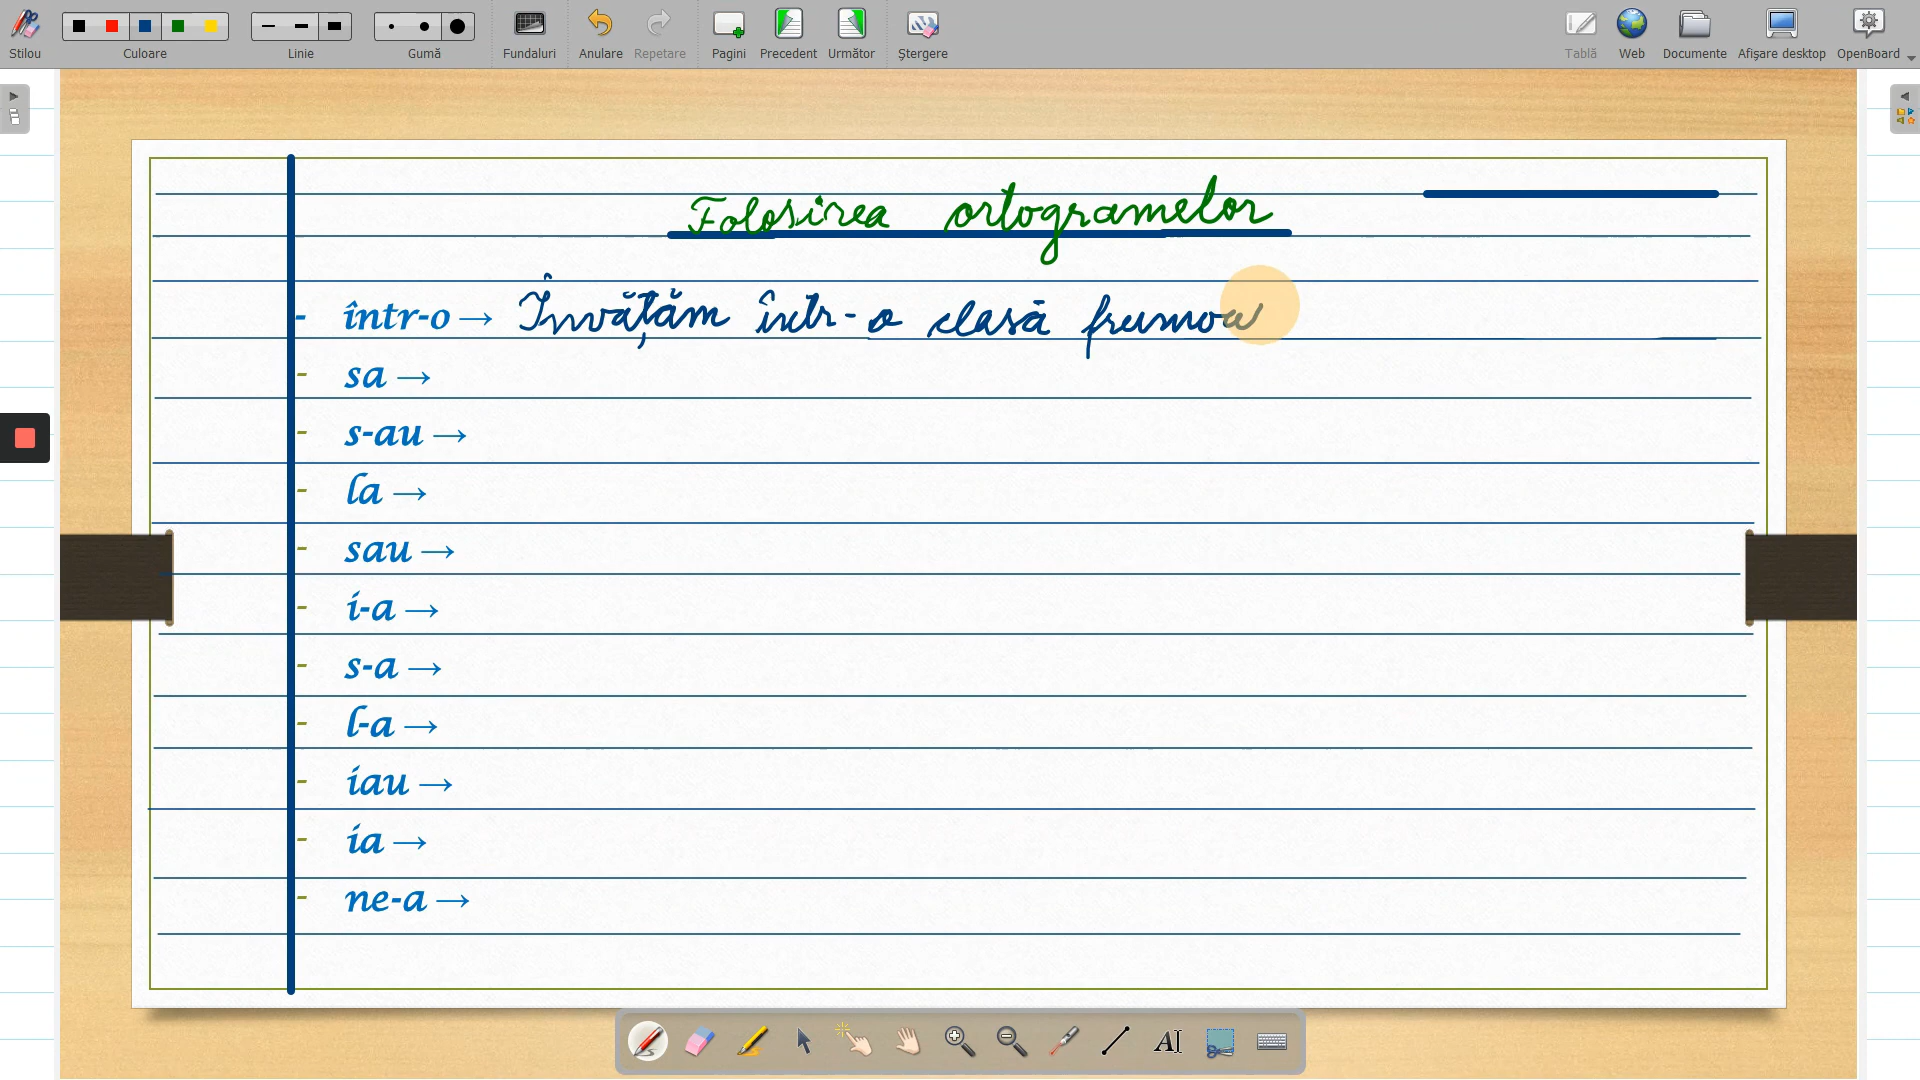 Stilou Culoare Linie Gumă Fundaluri Anulare Repetare Pagini Precedent Următor Ștergere Tablă Web Documente Afișare desktop OpenBoard
Folosirea ortogramelor
- într-o → Învățăm într-o clasă
- sa →
- s-au →
- la →
- sau →
- i-a →
- s-a →
- l-a →
- iau →
- ia →
- ne-a →